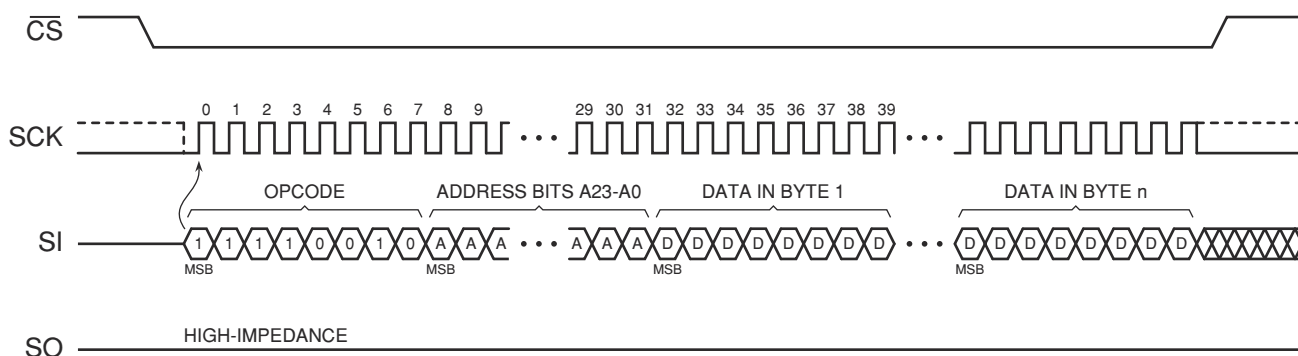 CS
0 1 2 3 4 5 6 7 8 9 29 30 31 32 33 34 35 36 37 38 39
SCK
OPCODE ADDRESS BITS A23-A0 DATA IN BYTE 1 DATA IN BYTE n
SI 1 1 1 1 0 0 1 0 A A A A A A D D D D D D D D D D D D D D D D
MSB MSB MSB MSB
HIGH-IMPEDANCE
SO